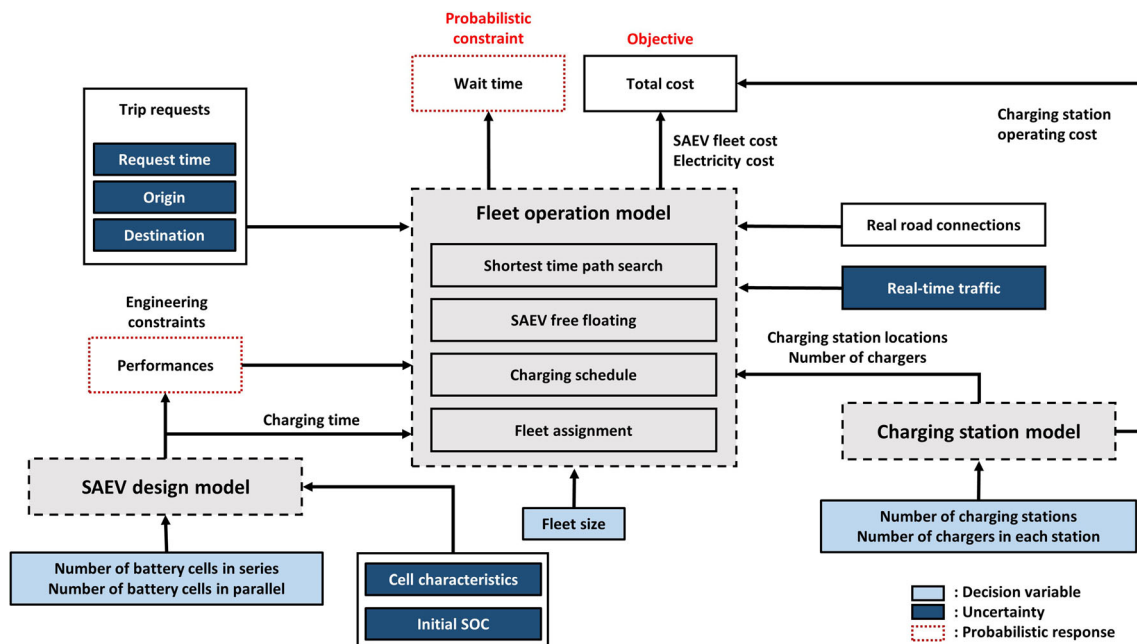 Probabilistic
constraint
Objective
Wait time
Total cost
Trip requests
Request time
Origin
Destination
Charging station
operating cost
SAEV fleet cost
Electricity cost
Fleet operation model
Shortest time path search
SAEV free floating
Charging schedule
Fleet assignment
Real road connections
Real-time traffic
Engineering
constraints
Performances
Charging station locations
Number of chargers
Charging time
Charging station model
SAEV design model
Fleet size
Number of charging stations
Number of chargers in each station
Number of battery cells in series
Number of battery cells in parallel
Cell characteristics
Initial SOC
: Decision variable
: Uncertainty
: Probabilistic response